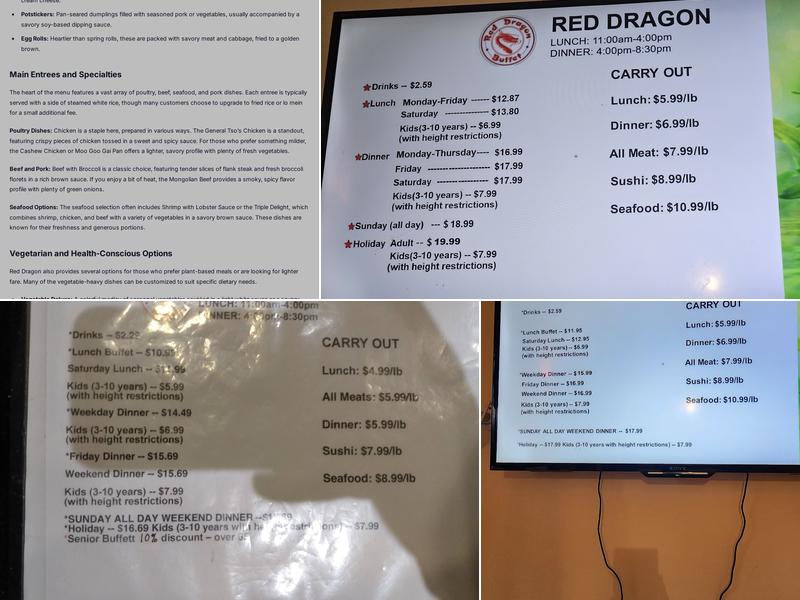 cream cheese.
Potstickers: Pan-seared dumplings filled with seasoned pork or vegetables, usually accompanied by a
savory soy-based dipping sauce.
Egg Rolls: Heartier than spring rolls, these are packed with savory meat and cabbage, fried to a golden
brown.
Main Entrees and Specialties
The heart of the menu features a vast array of poultry, beef, seafood, and pork dishes. Each entree is typically
served with a side of steamed white rice, though many customers choose to upgrade to fried rice or lo mein
for a small additional fee.
Poultry Dishes: Chicken is a staple here, prepared in various ways. The General Tso's Chicken is a standout,
featuring crispy pieces of chicken tossed in a sweet and spicy sauce. For those who prefer something milder,
the Cashew Chicken or Moo Goo Gai Pan offers a lighter, savory profile with plenty of fresh vegetables.
Beef and Pork: Beef with Broccoli is a classic choice, featuring tender slices of flank steak and fresh broccoli
florets in a rich brown sauce. If you enjoy a bit of heat, the Mongolian Beef provides a smoky, spicy flavor
profile with plenty of green onions.
Seafood Options: The seafood selection often includes Shrimp with Lobster Sauce or the Triple Delight, which
combines shrimp, chicken, and beef with a variety of vegetables in a savory brown sauce. These dishes are
known for their freshness and generous portions.
Vegetarian and Health-Conscious Options
Red Dragon also provides several options for those who prefer plant-based meals or are looking for lighter
fare. Many of the vegetable-heavy dishes can be customized to suit specific dietary needs.
Red Dragon
Buffet
RED DRAGON
LUNCH: 11:00am-4:00pm
DINNER: 4:00pm-8:30pm
Drinks -- $2.59
Lunch Monday-Friday ------ $12.87
Saturday -------------- $13.80
Kids(3-10 years) -- $6.99
(with height restrictions)
Dinner Monday-Thursday---- $16.99
Friday -------------------- $17.99
Saturday ----------------- $17.99
Kids(3-10 years) -- $7.99
(with height restrictions)
Sunday (all day) ---$ 18.99
Holiday Adult -- $ 19.99
Kids(3-10 years) -- $7.99
(with height restrictions)
CARRY OUT
Lunch: $5.99/lb
Dinner: $6.99/lb
All Meat: $7.99/lb
Sushi: $8.99/lb
Seafood: $10.99/lb
LUNCH: 11:00am-4:00pm
DINNER: 4:00pm-8:30pm
*Drinks -- $2.29
*Lunch Buffet -- $10.95
Saturday Lunch -- $11.99
Kids (3-10 years) -- $5.99
(with height restrictions)
*Weekday Dinner -- $14.49
Kids (3-10 years) -- $6.99
(with height restrictions)
*Friday Dinner -- $15.69
Weekend Dinner -- $15.69
Kids (3-10 years) -- $7.99
(with height restrictions)
*SUNDAY ALL DAY WEEKEND DINNER
*Holiday -- $16.69 Kids (3-10 years with height restrictions) -- $7.99
*Senior Buffett 10% discount -- over
CARRY OUT
Lunch: $4.99/lb
All Meats: $5.99/lb
Dinner: $5.99/lb
Sushi: $7.99/lb
Seafood: $8.99/lb
*Drinks -- $2.59
*Lunch Buffet -- $11.95
Saturday Lunch -- $12.95
Kids (3-10 years) -- $6.99
(with height restrictions)
*Weekday Dinner -- $15.99
Friday Dinner -- $16.99
Weekend Dinner -- $16.99
Kids (3-10 years) -- $7.99
(with height restrictions)
*SUNDAY ALL DAY WEEKEND DINNER -- $17.99
*Holiday -- $17.99 Kids (3-10 years with height restrictions) -- $7.99
CARRY OUT
Lunch: $5.99/lb
Dinner: $6.99/lb
All Meat: $7.99/lb
Sushi: $8.99/lb
Seafood: $10.99/lb
SONY